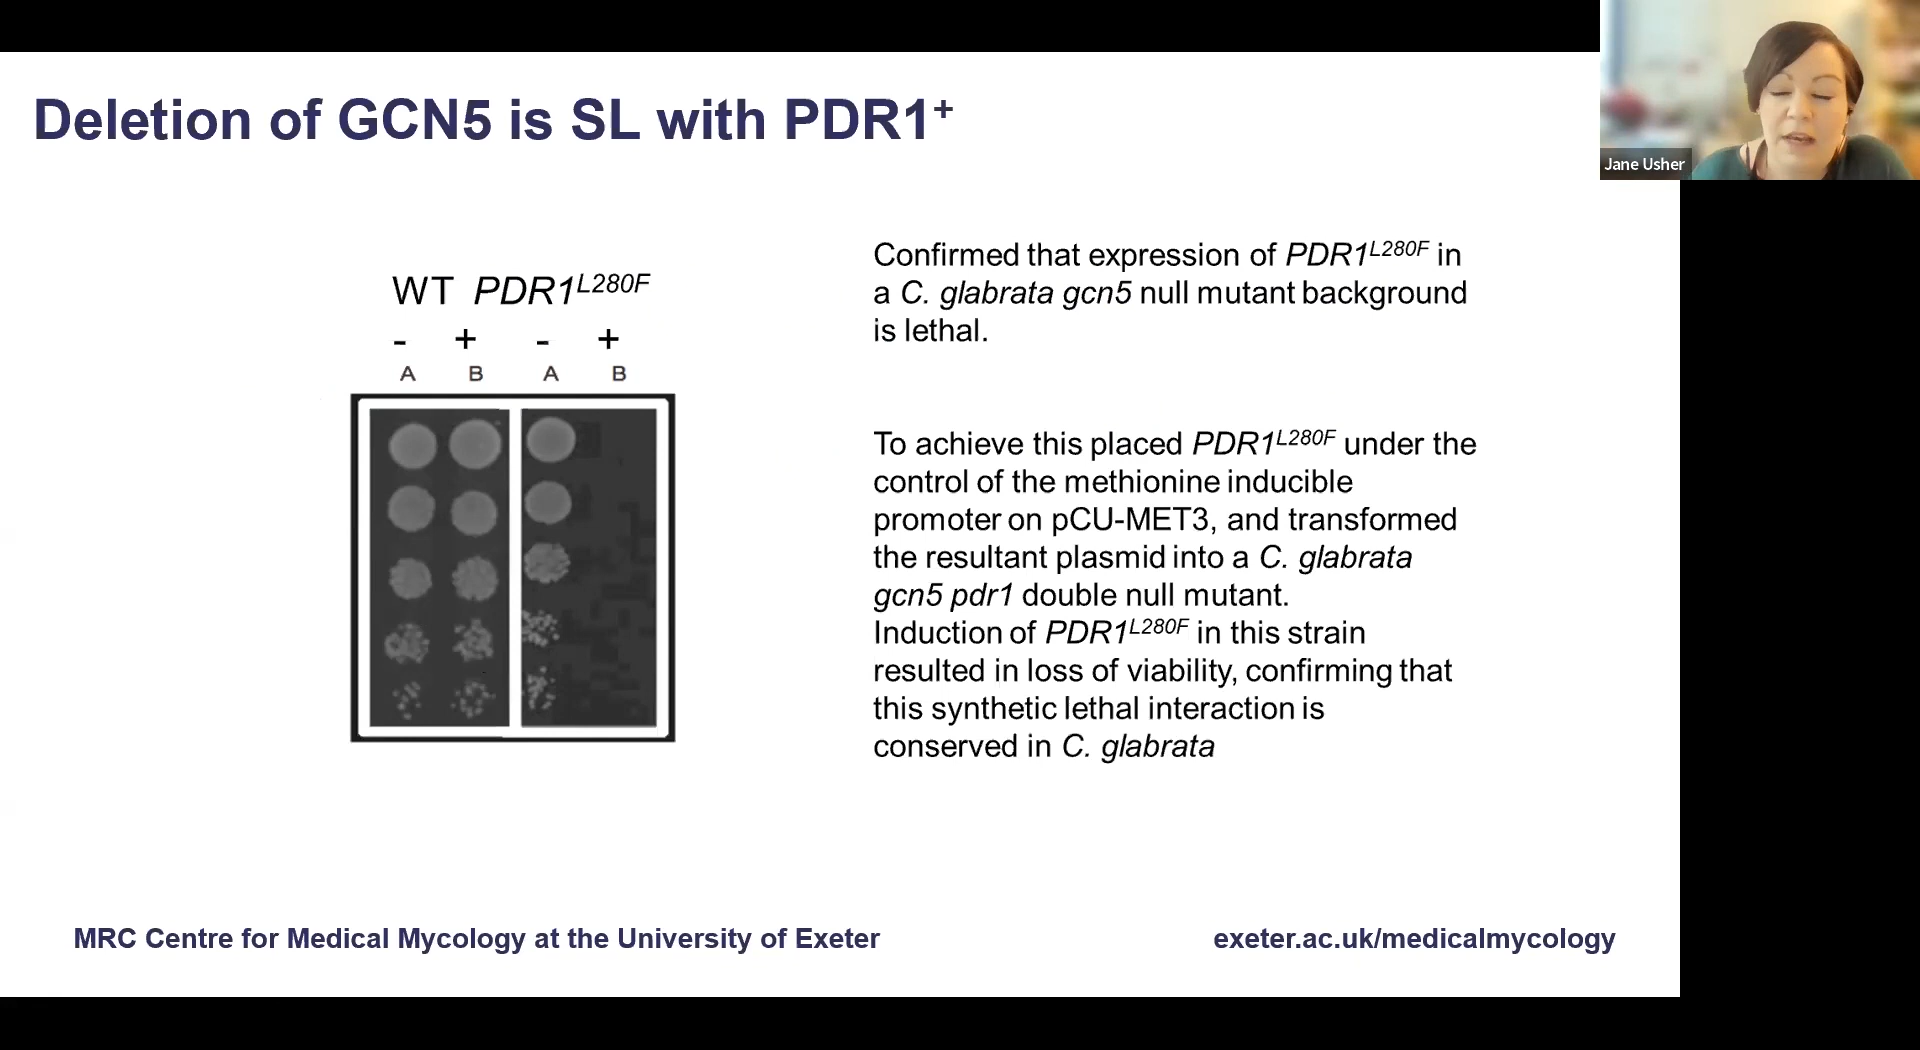 Deletion of GCN5 is SL with PDR1+
Jane Usher
WT PDR1L280F
- + - +
A B A B
Confirmed that expression of PDR1L280F in
a C. glabrata gcn5 null mutant background
is lethal.
To achieve this placed PDR1L280F under the
control of the methionine inducible
promoter on pCU-MET3, and transformed
the resultant plasmid into a C. glabrata
gcn5 pdr1 double null mutant.
Induction of PDR1L280F in this strain
resulted in loss of viability, confirming that
this synthetic lethal interaction is
conserved in C. glabrata
MRC Centre for Medical Mycology at the University of Exeter
exeter.ac.uk/medicalmycology